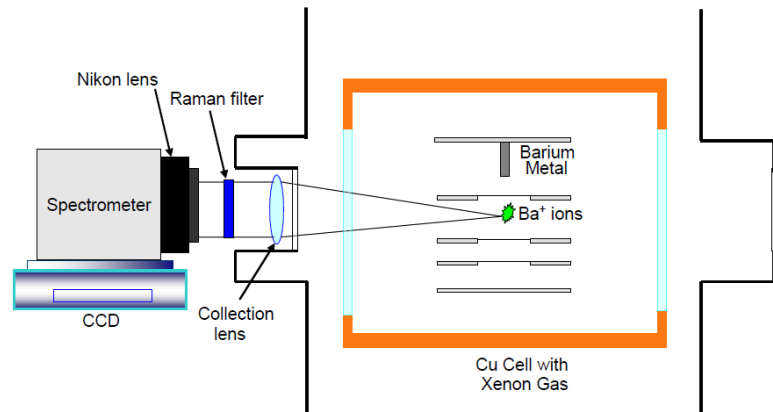 Nikon lens
Raman filter
Barium
Metal
Spectrometer
Ba⁺ ions
CCD
Collection
lens
Cu Cell with
Xenon Gas